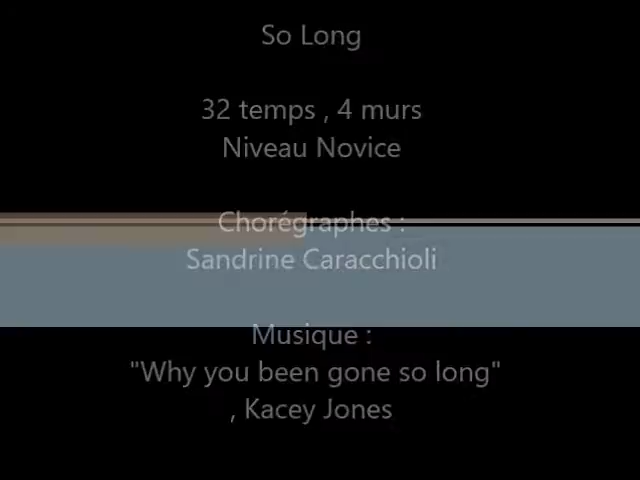 So Long
32 temps , 4 murs
Niveau Novice
Chorégraphes :
Sandrine Caracchioli
Musique :
"Why you been gone so long"
, Kacey Jones